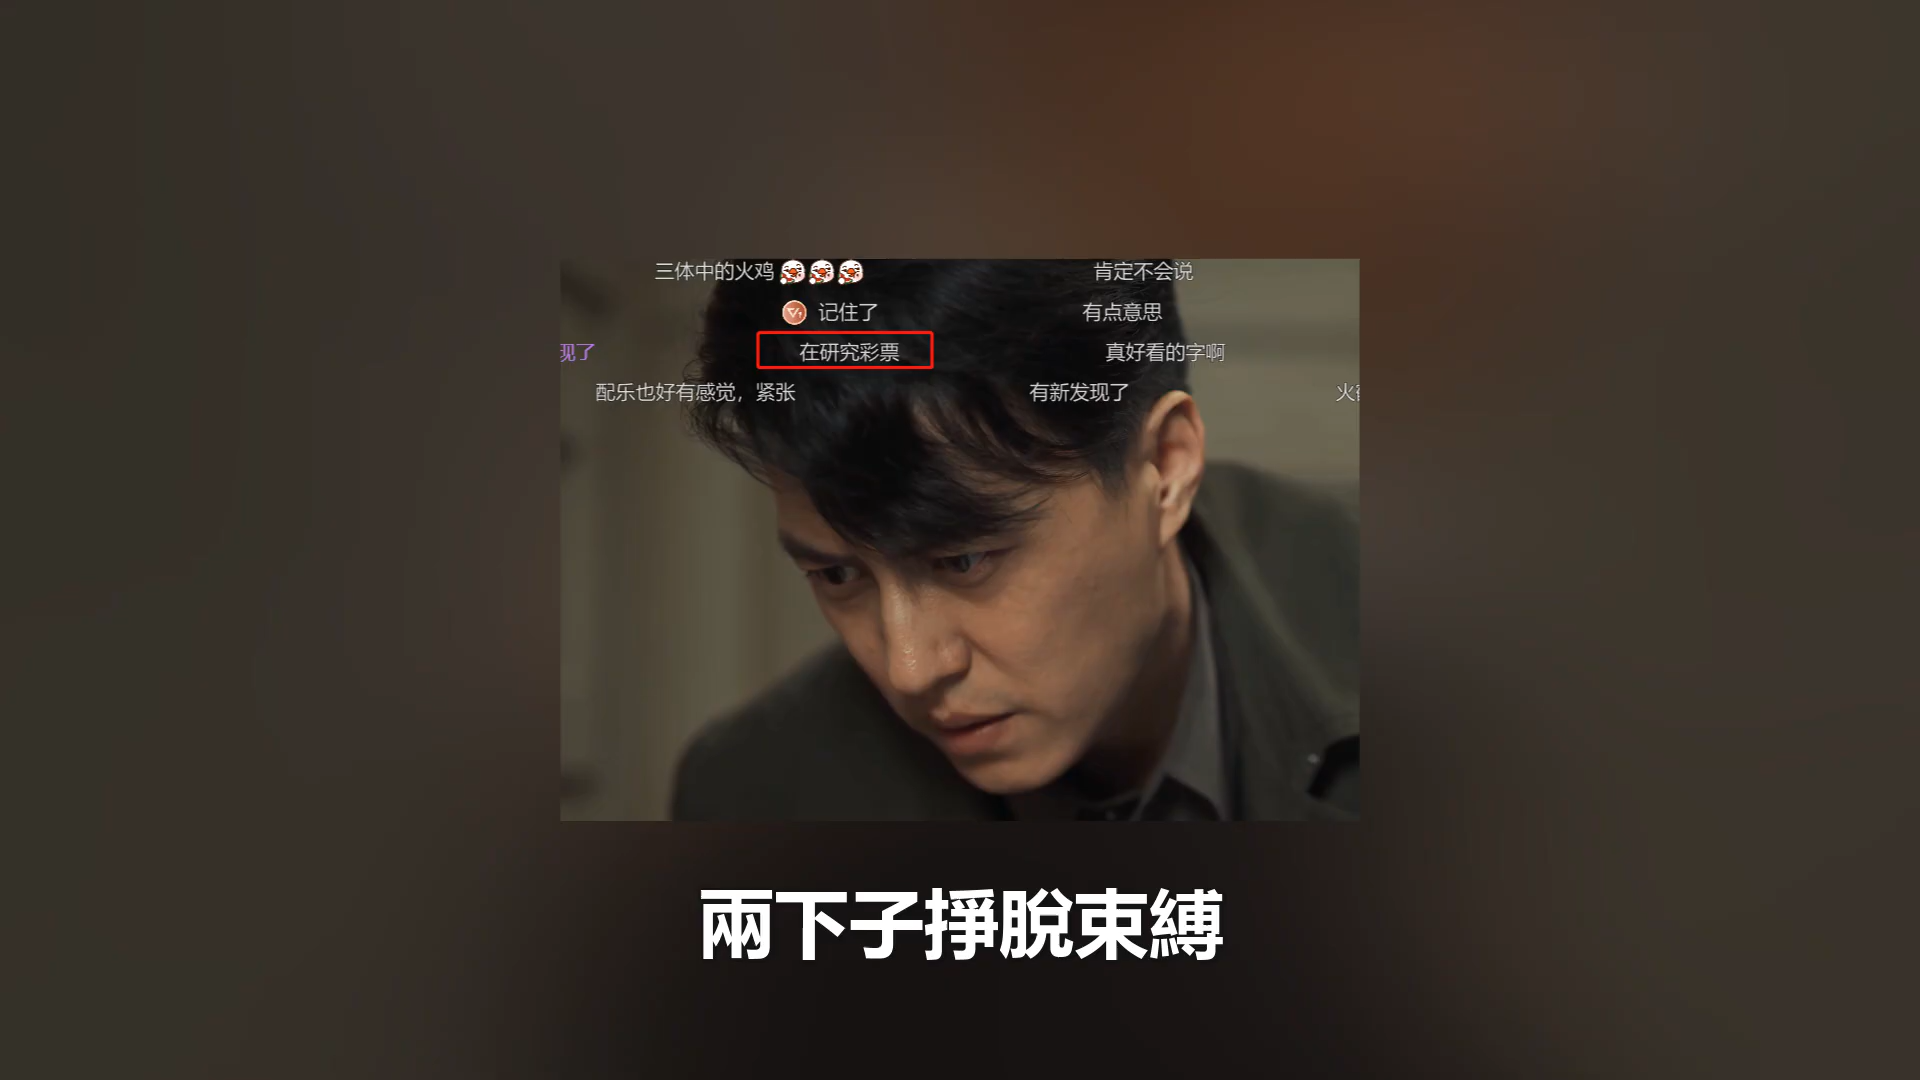 三体中的火鸡 肯定不会说
记住了 有点意思
现了 在研究彩票 真好看的字啊
配乐也好有感觉，紧张 有新发现了 火
兩下子掙脫束縛